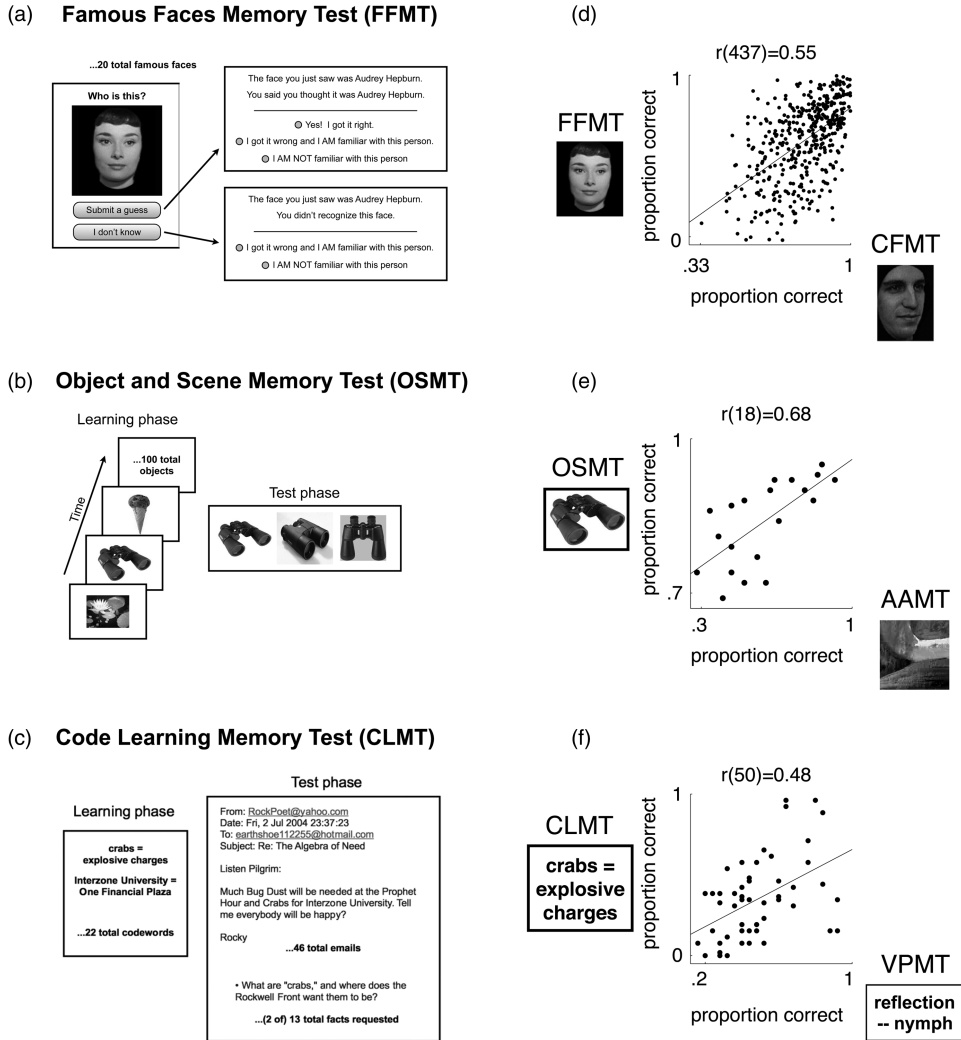 (a) Famous Faces Memory Test (FFMT)
...20 total famous faces
Who is this?
Submit a guess
I don't know
The face you just saw was Audrey Hepburn.
You said you thought it was Audrey Hepburn.
Yes! I got it right.
I got it wrong and I AM familiar with this person.
I AM NOT familiar with this person
The face you just saw was Audrey Hepburn.
You didn't recognize this face.
I got it wrong and I AM familiar with this person.
I AM NOT familiar with this person
(d)
r(437)=0.55
FFMT
proportion correct
1
0
.33
1
proportion correct
CFMT
(b) Object and Scene Memory Test (OSMT)
Learning phase
...100 total
objects
Time
Test phase
(e)
r(18)=0.68
OSMT
proportion correct
1
.7
.3
1
proportion correct
AAMT
(c) Code Learning Memory Test (CLMT)
Learning phase
crabs =
explosive charges
Interzone University =
One Financial Plaza
...22 total codewords
Test phase
From: RockPoet@yahoo.com
Date: Fri, 2 Jul 2004 23:37:23
To: earthshoe112255@hotmail.com
Subject: Re: The Algebra of Need
Listen Pilgrim:
Much Bug Dust will be needed at the Prophet
Hour and Crabs for Interzone University. Tell
me everybody will be happy?
Rocky
...46 total emails
• What are "crabs," and where does the
Rockwell Front want them to be?
...(2 of) 13 total facts requested
(f)
r(50)=0.48
CLMT
crabs =
explosive
charges
proportion correct
1
0
.2
1
proportion correct
VPMT
reflection
-- nymph